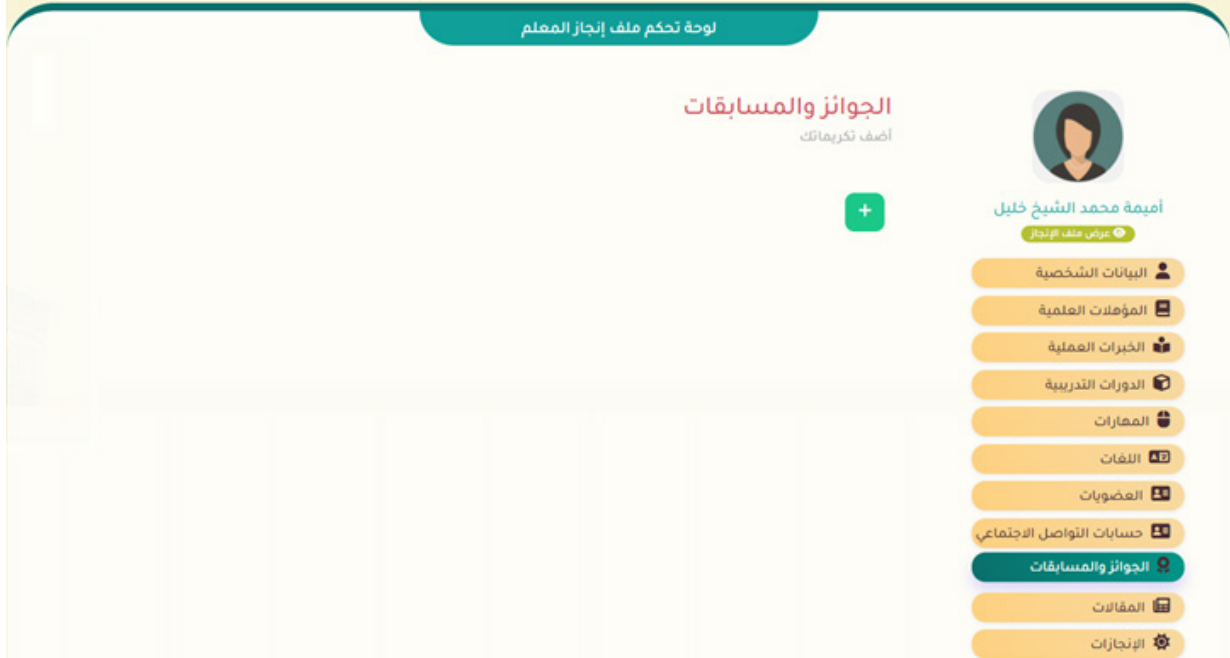 لوحة تحكم ملف إنجاز المعلم
الجوائز والمسابقات
أضف تكريماتك
+
أميمة محمد الشيخ خليل
عرض ملف الإنجاز
البيانات الشخصية
المؤهلات العلمية
الخبرات العملية
الدورات التدريبية
المهارات
اللغات
العضويات
حسابات التواصل الاجتماعي
الجوائز والمسابقات
المقالات
الإنجازات